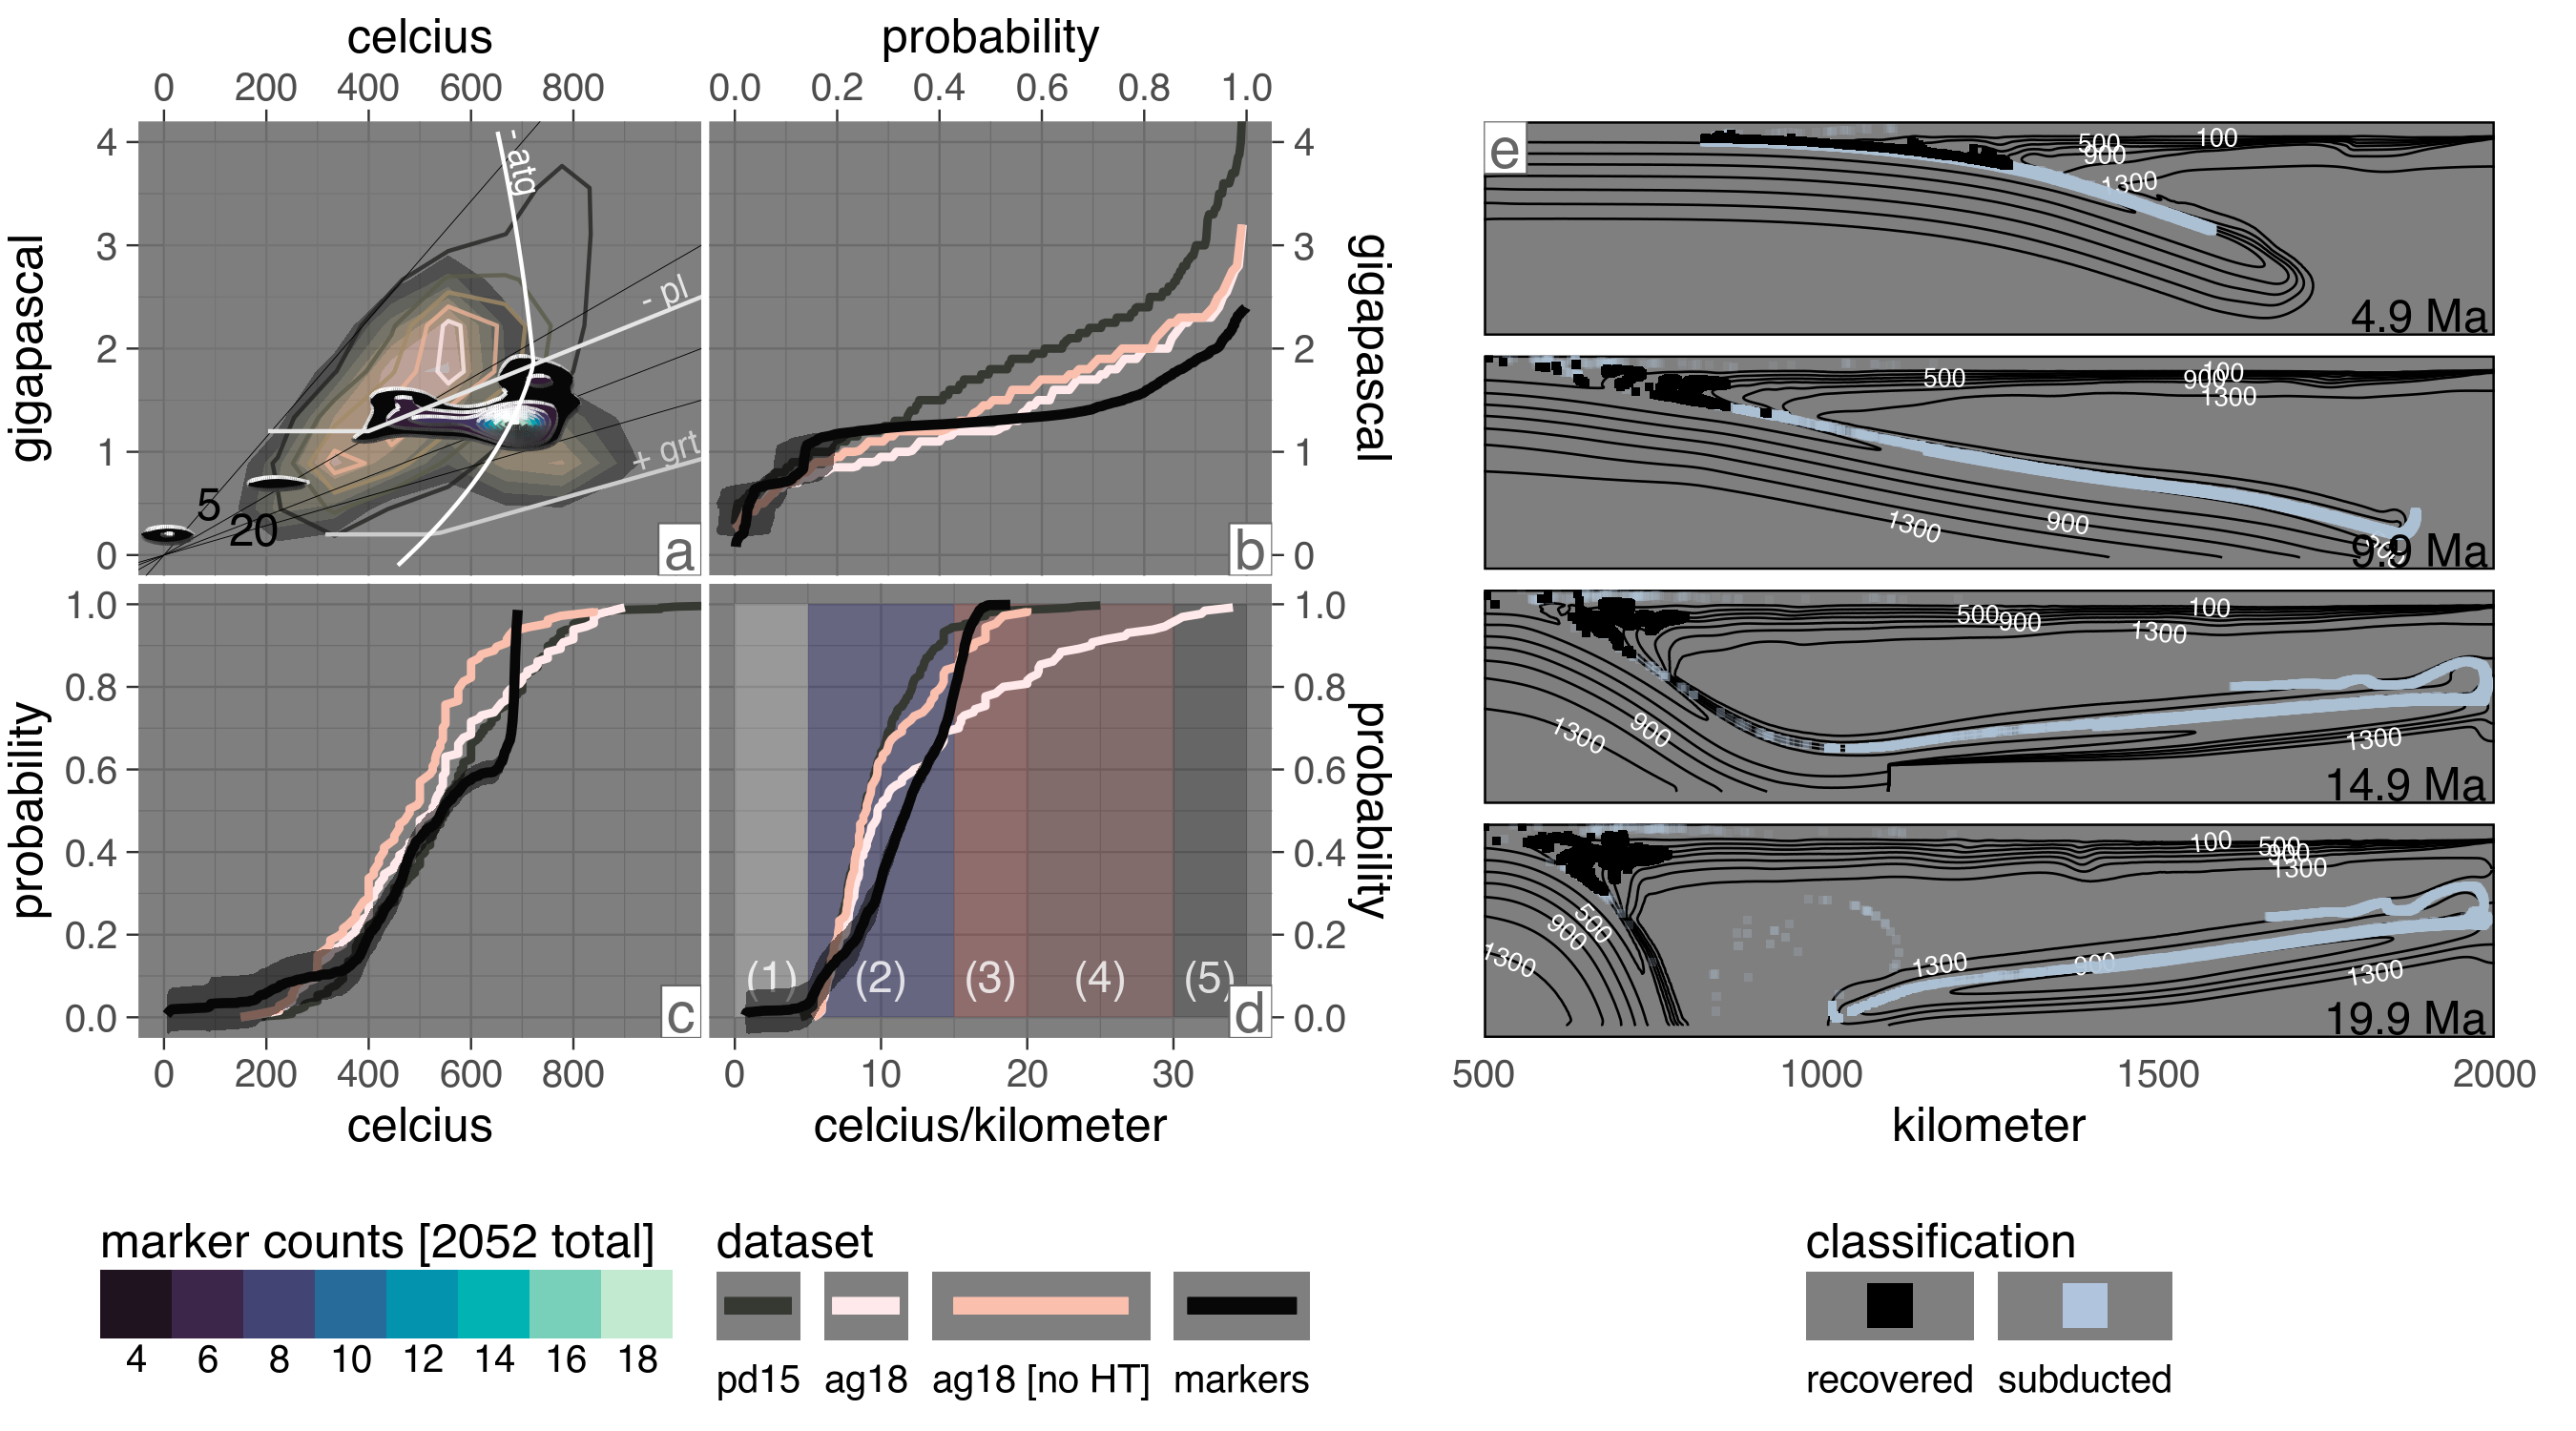 celcius
probability
0 200 400 600 800
0.0 0.2 0.4 0.6 0.8 1.0
gigapascal
4
3
2
1
0
- atg
- pl
+ grt
5
20
a
b
4
3
2
1
0
gigapascal
probability
1.0
0.8
0.6
0.4
0.2
0.0
c
(1) (2) (3) (4) (5)
d
1.0
0.8
0.6
0.4
0.2
0.0
probability
0 200 400 600 800
0 10 20 30
celcius
celcius/kilometer
e
500 100
900
1300
4.9 Ma
500 900 100
1300
1300 900
9.9 Ma
500 900 100
1300
1300 900
1300
14.9 Ma
100 500
900
1300
500
900
1300
1300 900
1300
19.9 Ma
500 1000 1500 2000
kilometer
marker counts [2052 total]
4 6 8 10 12 14 16 18
dataset
pd15 ag18 ag18 [no HT] markers
classification
recovered subducted